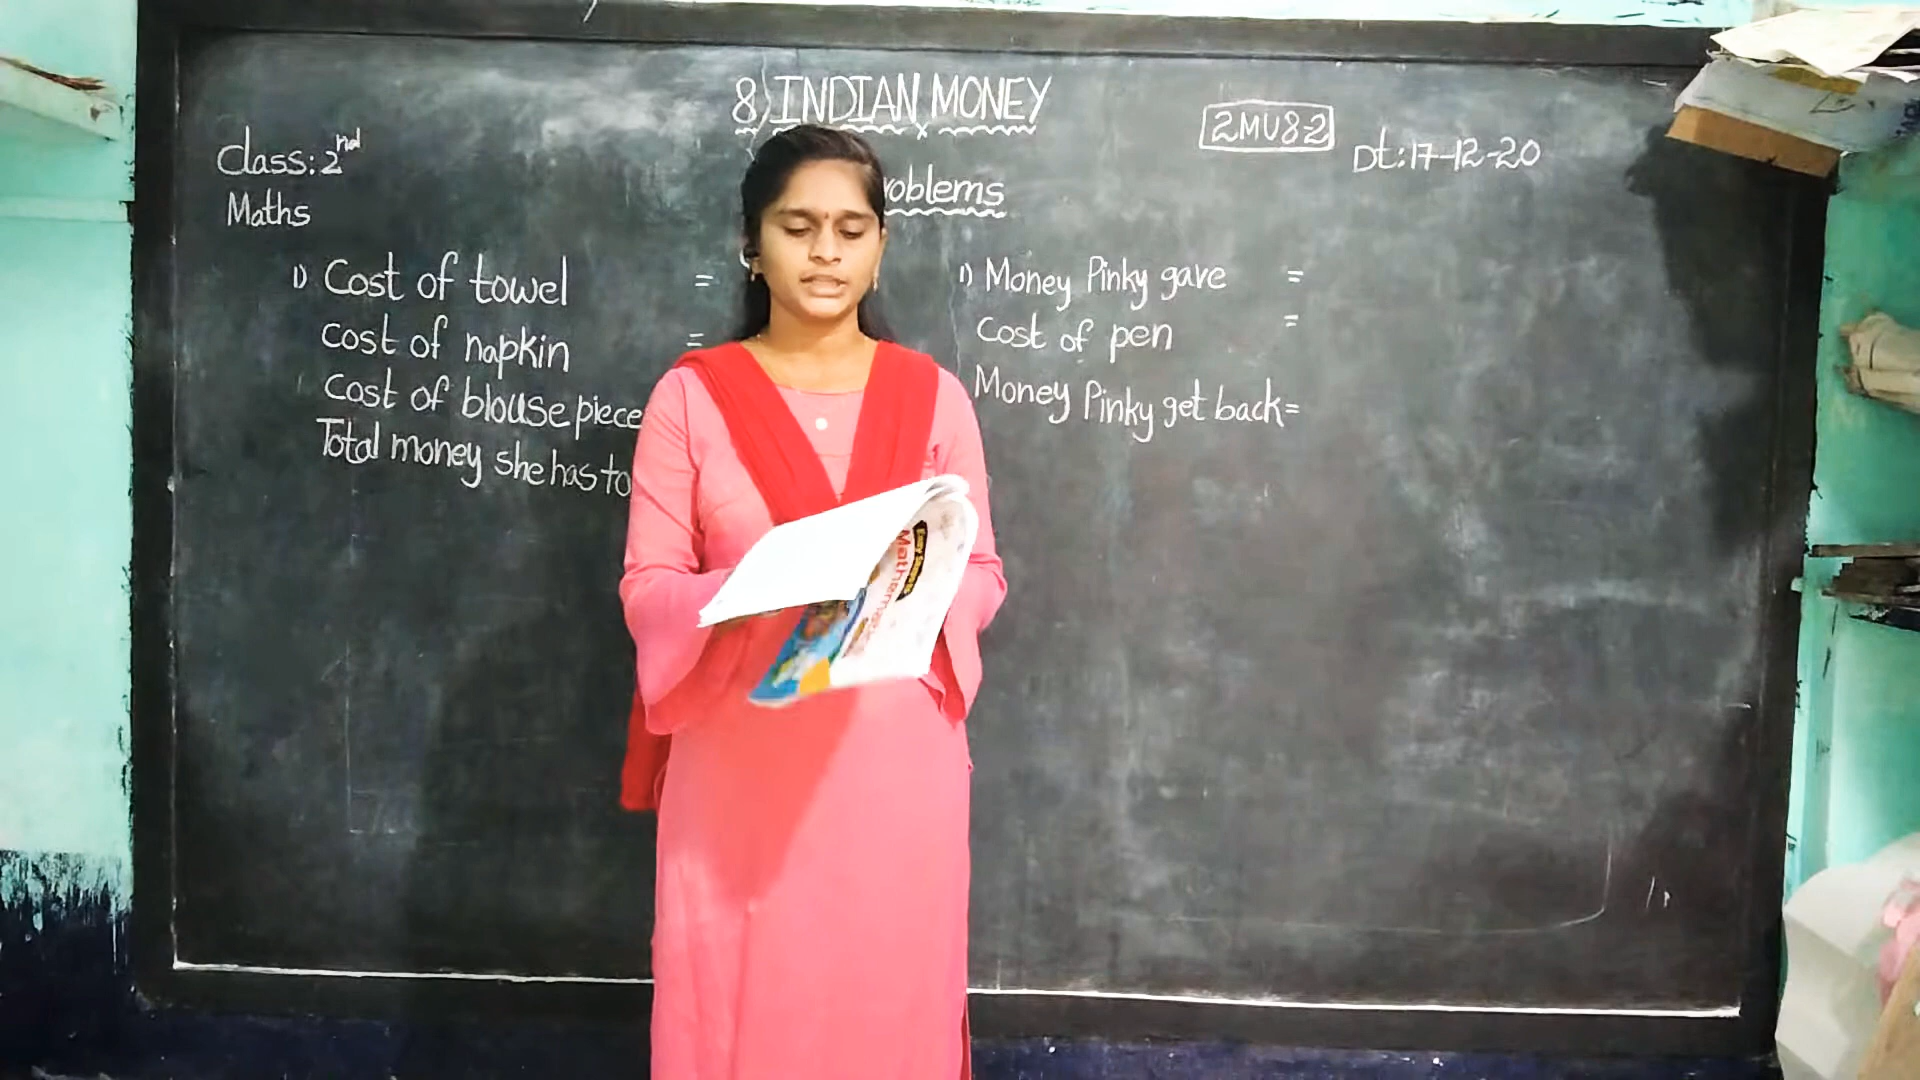 8) INDIAN MONEY
2MU8-2
Dt: 17-12-20
Class: 2nd
Maths
roblems
1) Cost of towel =
Cost of napkin =
Cost of blouse piece
Total money she has to
1) Money Pinky gave =
Cost of pen =
Money Pinky get back =
Mathematics